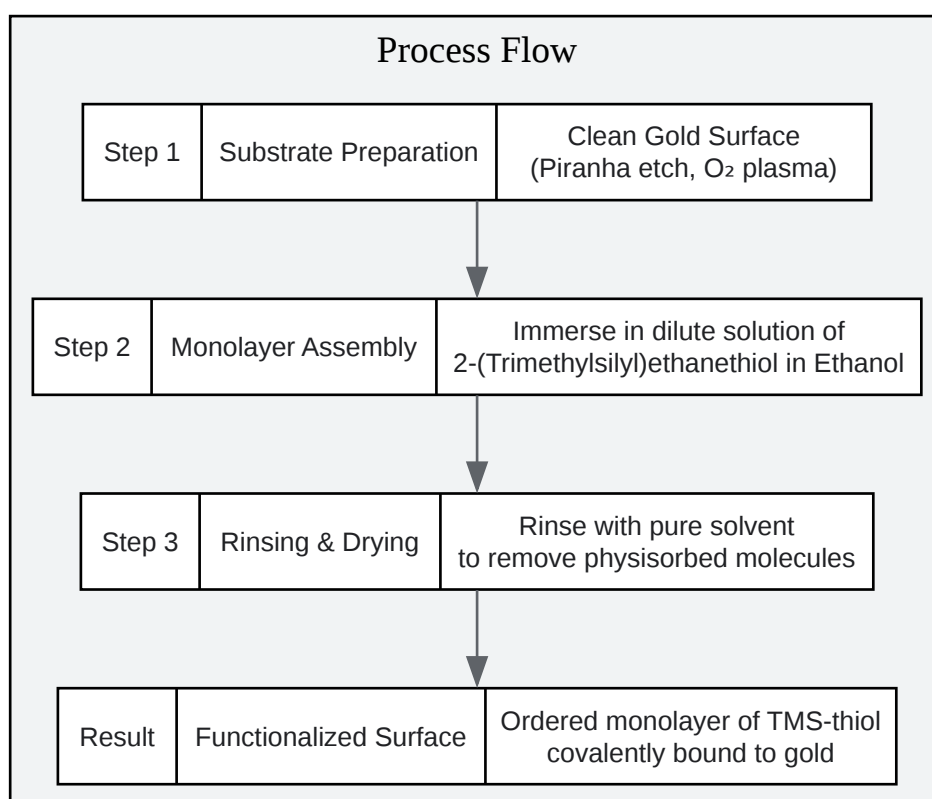 Process Flow
Step 1
Substrate Preparation
Clean Gold Surface
(Piranha etch, O₂ plasma)
Step 2
Monolayer Assembly
Immerse in dilute solution of
2-(Trimethylsilyl)ethanethiol in Ethanol
Step 3
Rinsing & Drying
Rinse with pure solvent
to remove physisorbed molecules
Result
Functionalized Surface
Ordered monolayer of TMS-thiol
covalently bound to gold